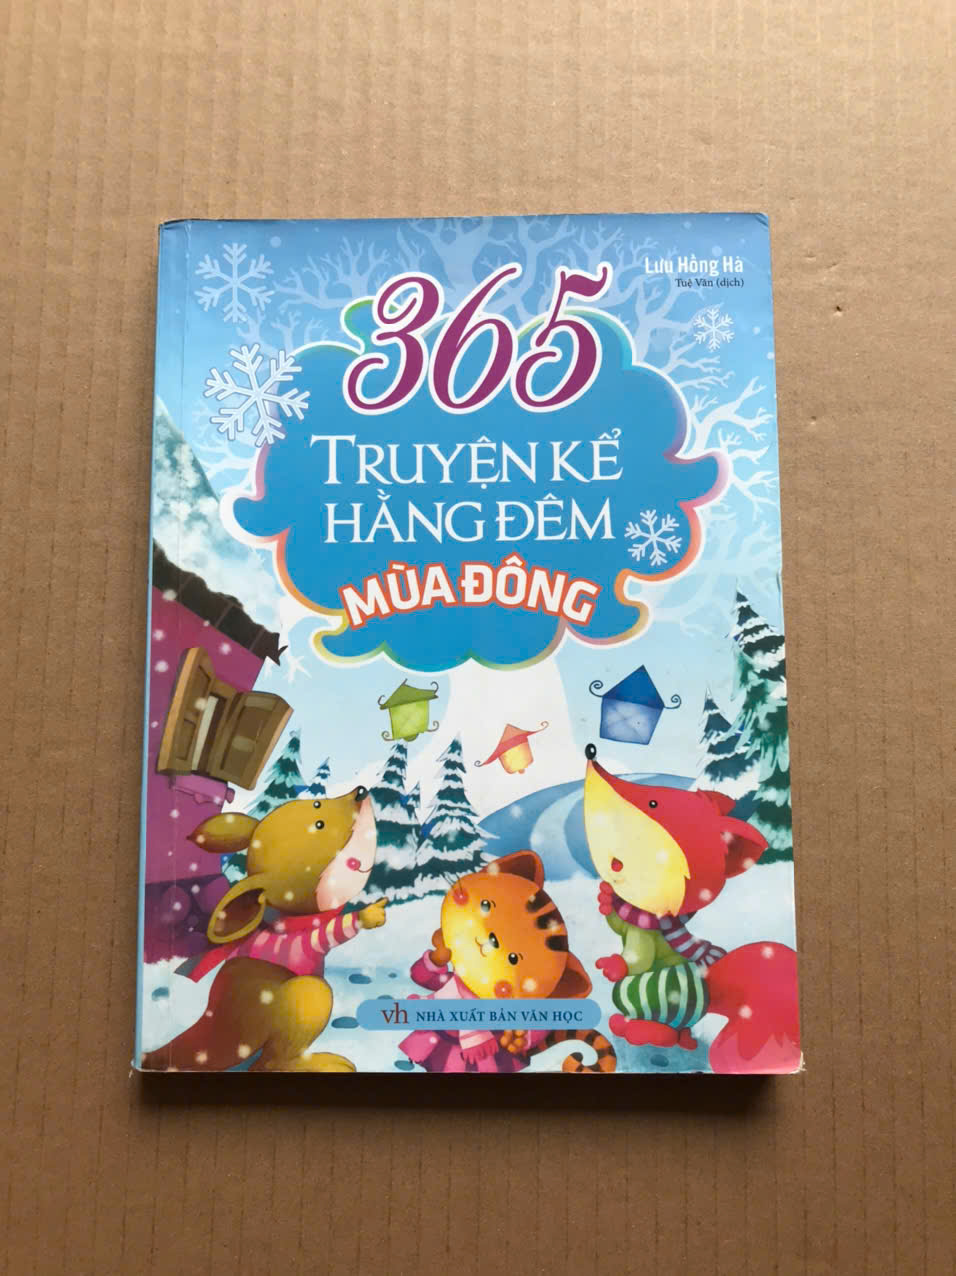 Lưu Hồng Hà
Tuệ Văn (dịch)
365
TRUYỆN KỂ
HẰNG ĐÊM
MÙA ĐÔNG
vh NHÀ XUẤT BẢN VĂN HỌC